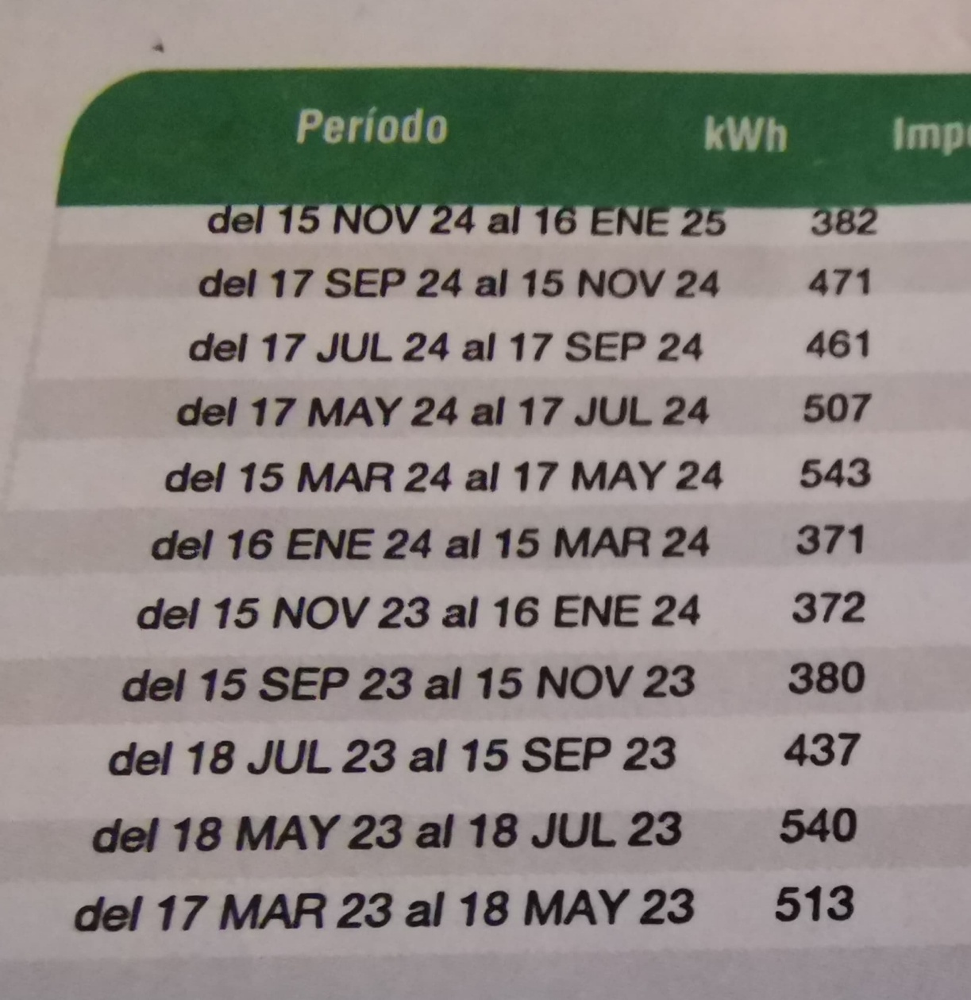 Período kWh
del 15 NOV 24 al 16 ENE 25 382
del 17 SEP 24 al 15 NOV 24 471
del 17 JUL 24 al 17 SEP 24 461
del 17 MAY 24 al 17 JUL 24 507
del 15 MAR 24 al 17 MAY 24 543
del 16 ENE 24 al 15 MAR 24 371
del 15 NOV 23 al 16 ENE 24 372
del 15 SEP 23 al 15 NOV 23 380
del 18 JUL 23 al 15 SEP 23 437
del 18 MAY 23 al 18 JUL 23 540
del 17 MAR 23 al 18 MAY 23 513